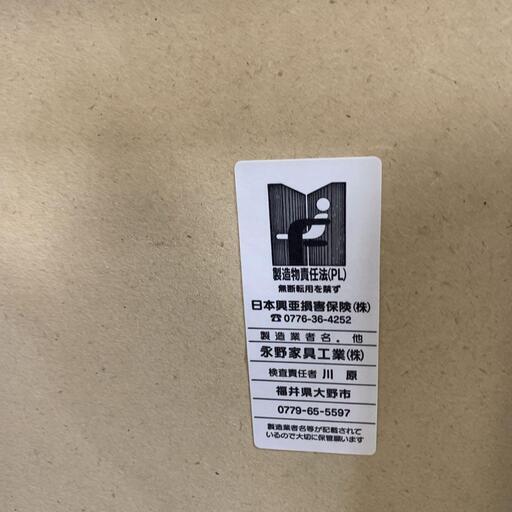 製造物責任法(PL)
無断転用を禁ず
日本興亜損害保険(株)
☎0776-36-4252
製造業者名．他
永野家具工業(株)
検査責任者 川 原
福井県大野市
0779-65-5597
製造業者名等が記載されて
いるので大切に保管願います